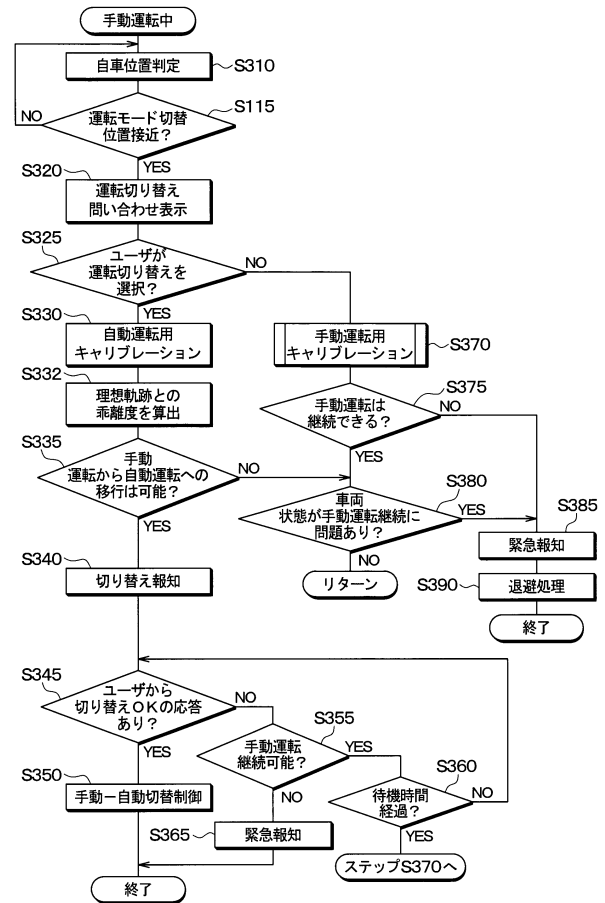 手動運転中
自車位置判定
S310
運転モード切替
位置接近？
S115
NO
YES
S320
運転切り替え
問い合わせ表示
S325
ユーザが
運転切り替えを
選択？
NO
YES
S330
自動運転用
キャリブレーション
手動運転用
キャリブレーション
S370
S332
理想軌跡との
乖離度を算出
手動運転は
継続できる？
S375
NO
YES
S335
手動
運転から自動運転への
移行は可能？
NO
YES
車両
状態が手動運転継続に
問題あり？
S380
YES
NO
S385
緊急報知
S340
切り替え報知
リターン
S390
退避処理
終了
S345
ユーザから
切り替えOKの応答
あり？
NO
YES
手動運転
継続可能？
S355
YES
NO
待機時間
経過？
S360
NO
YES
S350
手動－自動切替制御
S365
緊急報知
ステップS370へ
終了